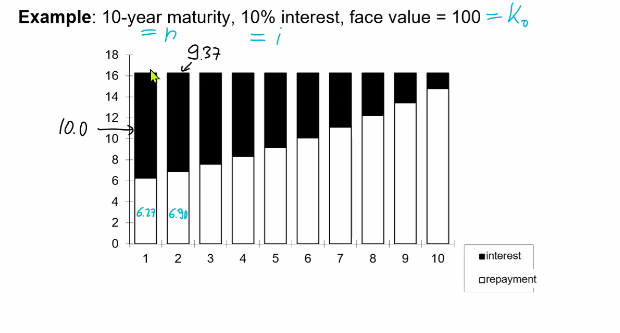 Example: 10-year maturity, 10% interest, face value = 100 = K₀
= n = i
9.37
18
16
14
12
10.0
10
8
6
4
6.27 6.90
2
0
1 2 3 4 5 6 7 8 9 10
interest
repayment